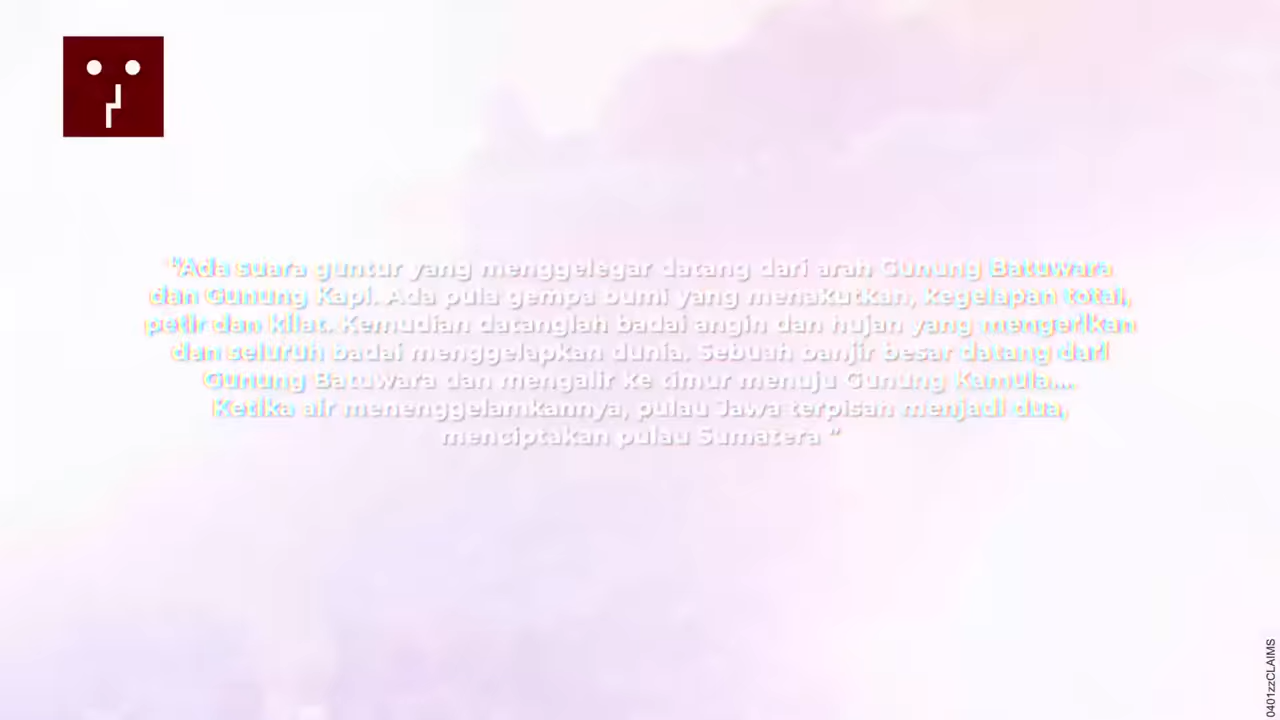 "Ada suara guntur yang menggelegar datang dari arah Gunung Batuwara
dan Gunung Kapi. Ada pula gempa bumi yang menakutkan, kegelapan total,
petir dan kilat. Kemudian datanglah badai angin dan hujan yang mengerikan
dan seluruh badai menggelapkan dunia. Sebuah banjir besar datang dari
Gunung Batuwara dan mengalir ke timur menuju Gunung Kamula...
Ketika air menenggelamkannya, pulau Jawa terpisah menjadi dua,
menciptakan pulau Sumatera "
0401zzCLAIMS